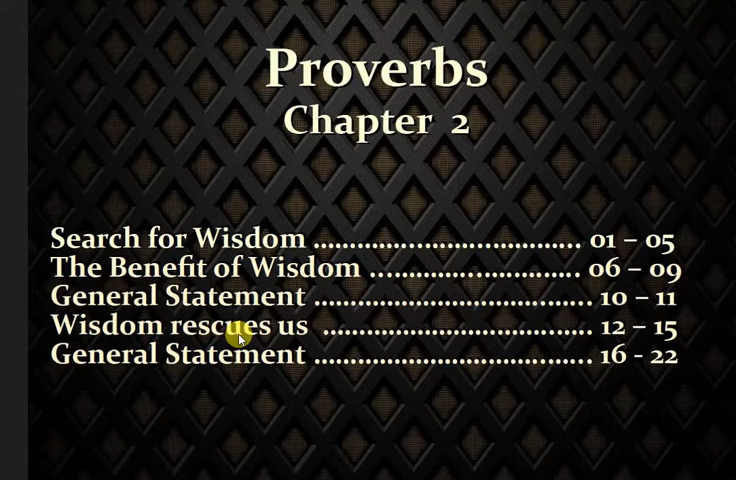 Proverbs
Chapter 2
Search for Wisdom ..................................... 01 – 05
The Benefit of Wisdom ............................. 06 – 09
General Statement ...................................... 10 – 11
Wisdom rescues us ..................................... 12 – 15
General Statement ...................................... 16 - 22